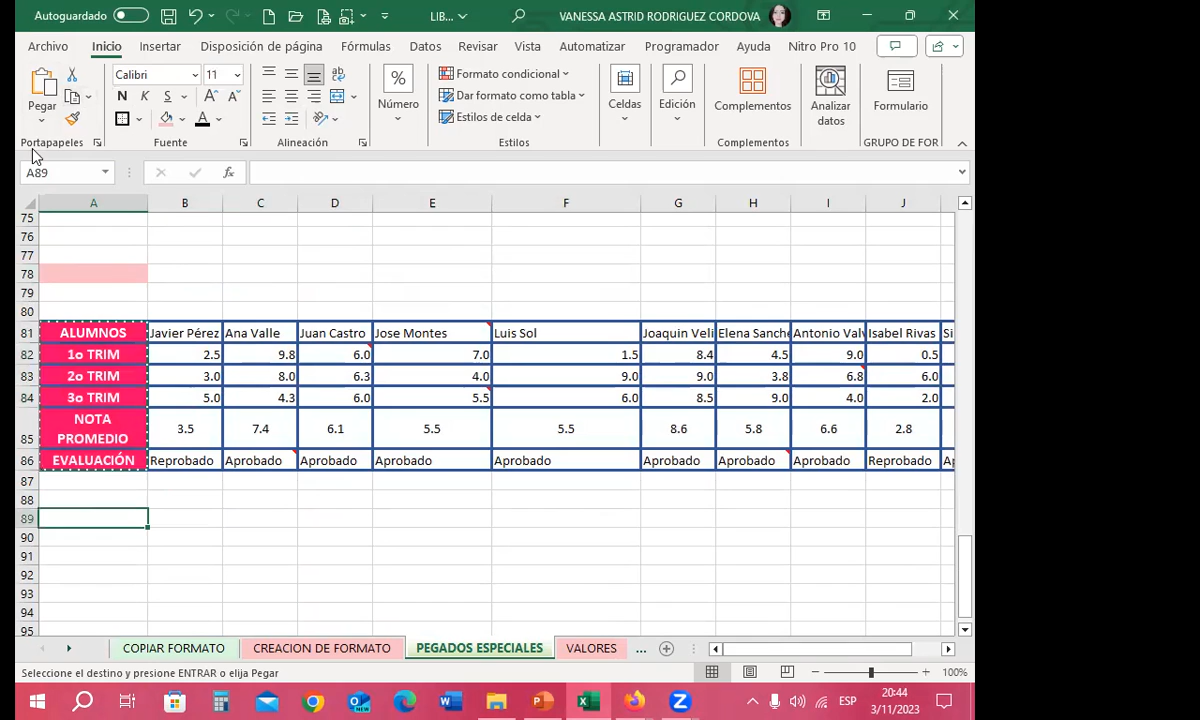 Autoguardado LIB... VANESSA ASTRID RODRIGUEZ CORDOVA
Archivo Inicio Insertar Disposición de página Fórmulas Datos Revisar Vista Automatizar Programador Ayuda Nitro Pro 10
Pegar Calibri 11 N K S A A A ab % Número Formato condicional Dar formato como tabla Estilos de celda Celdas Edición Complementos Analizar datos Formulario
Portapapeles Fuente Alineación Estilos Complementos GRUPO DE FOR
A89 fx
A B C D E F G H I J
75
76
77
78
79
80
81 ALUMNOS Javier Pérez Ana Valle Juan Castro Jose Montes Luis Sol Joaquin Veli Elena Sanche Antonio Valv Isabel Rivas Si
82 1o TRIM 2.5 9.8 6.0 7.0 1.5 8.4 4.5 9.0 0.5
83 2o TRIM 3.0 8.0 6.3 4.0 9.0 9.0 3.8 6.8 6.0
84 3o TRIM 5.0 4.3 6.0 5.5 6.0 8.5 9.0 4.0 2.0
85 NOTA PROMEDIO 3.5 7.4 6.1 5.5 5.5 8.6 5.8 6.6 2.8
86 EVALUACIÓN Reprobado Aprobado Aprobado Aprobado Aprobado Aprobado Aprobado Aprobado Reprobado Ap
87
88
89
90
91
92
93
94
95
COPIAR FORMATO CREACION DE FORMATO PEGADOS ESPECIALES VALORES ...
Seleccione el destino y presione ENTRAR o elija Pegar 100%
ESP 20:44
3/11/2023